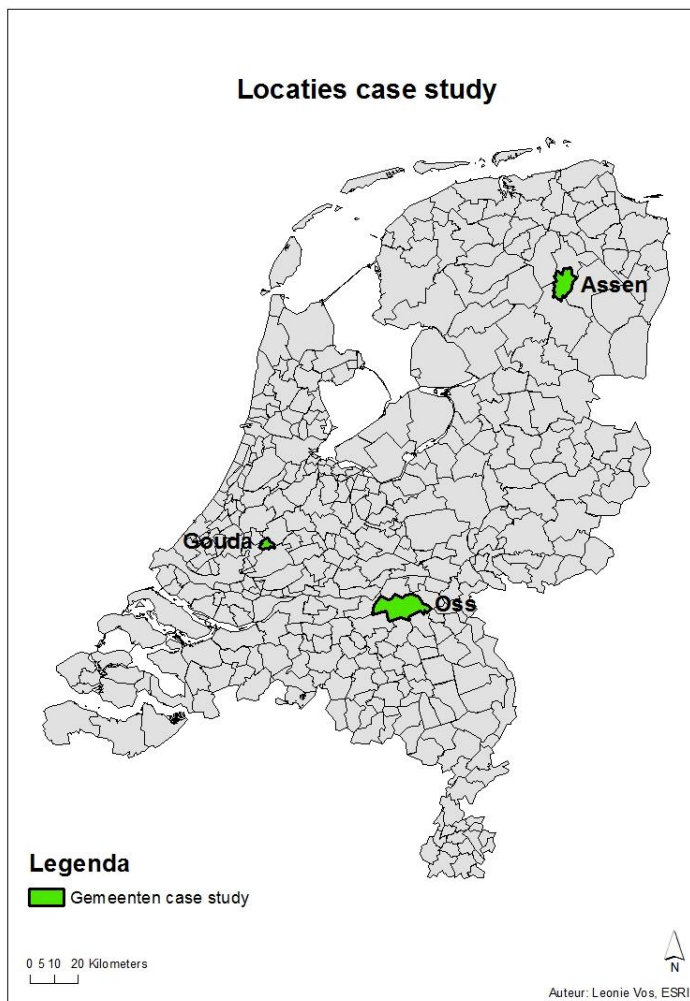 Locaties case study
Assen
Gouda
Oss
Legenda
Gemeenten case study
0 5 10 20 Kilometers
N
Auteur: Leonie Vos, ESRI